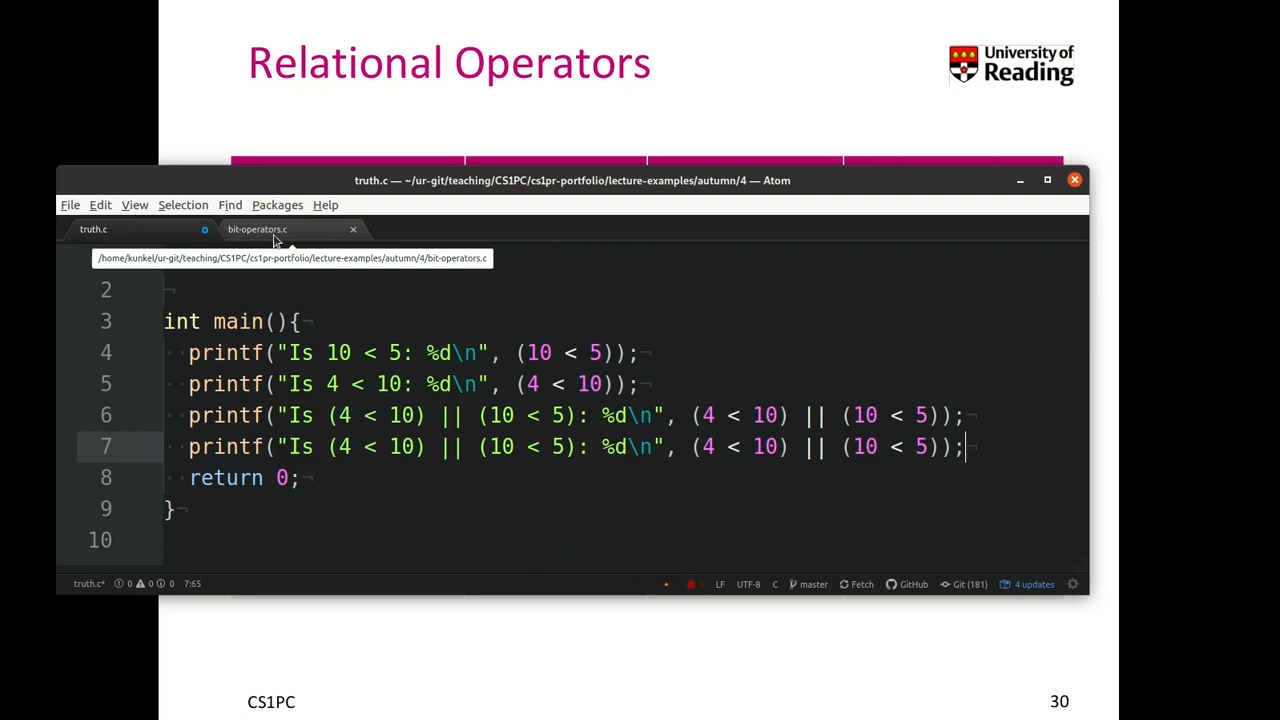 Relational Operators
University of
Reading
truth.c — ~/ur-git/teaching/CS1PC/cs1pr-portfolio/lecture-examples/autumn/4 — Atom
File Edit View Selection Find Packages Help
truth.c bit-operators.c
/home/kunkel/ur-git/teaching/CS1PC/cs1pr-portfolio/lecture-examples/autumn/4/bit-operators.c
2
3 int main(){
4 printf("Is 10 < 5: %d\n", (10 < 5));
5 printf("Is 4 < 10: %d\n", (4 < 10));
6 printf("Is (4 < 10) || (10 < 5): %d\n", (4 < 10) || (10 < 5));
7 printf("Is (4 < 10) || (10 < 5): %d\n", (4 < 10) || (10 < 5));
8 return 0;
9 }
10
truth.c* 0 0 0 7:65 LF UTF-8 C master Fetch GitHub Git (181) 4 updates
CS1PC 30